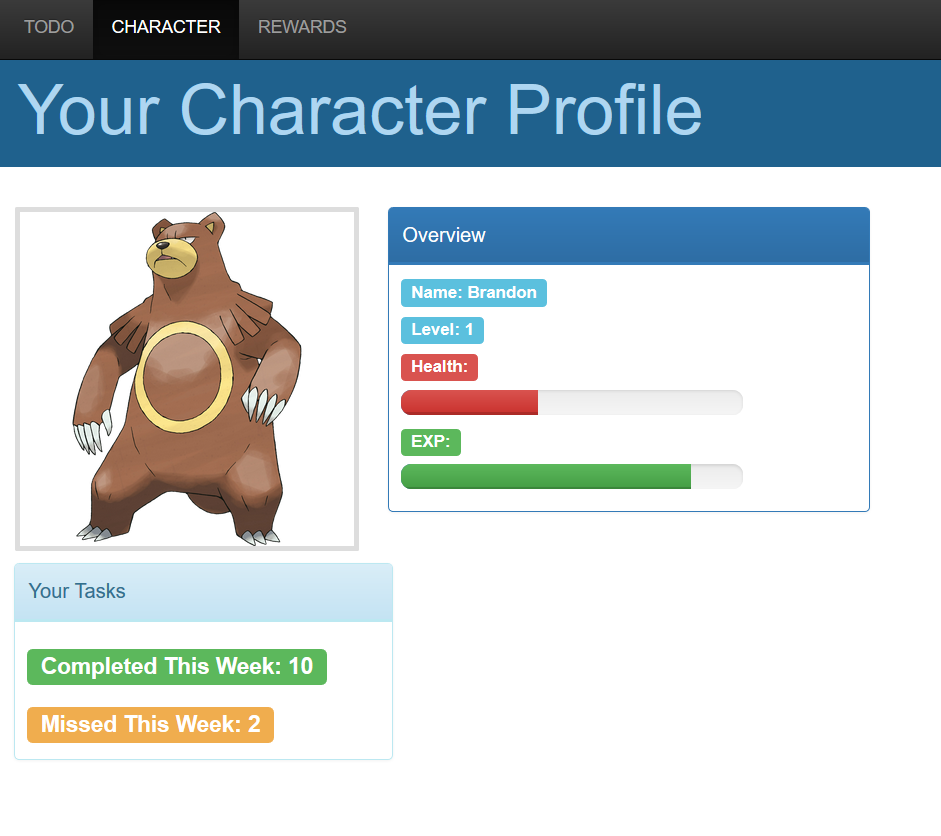 TODO CHARACTER REWARDS
Your Character Profile
Overview
Name: Brandon
Level: 1
Health:
EXP:
Your Tasks
Completed This Week: 10
Missed This Week: 2